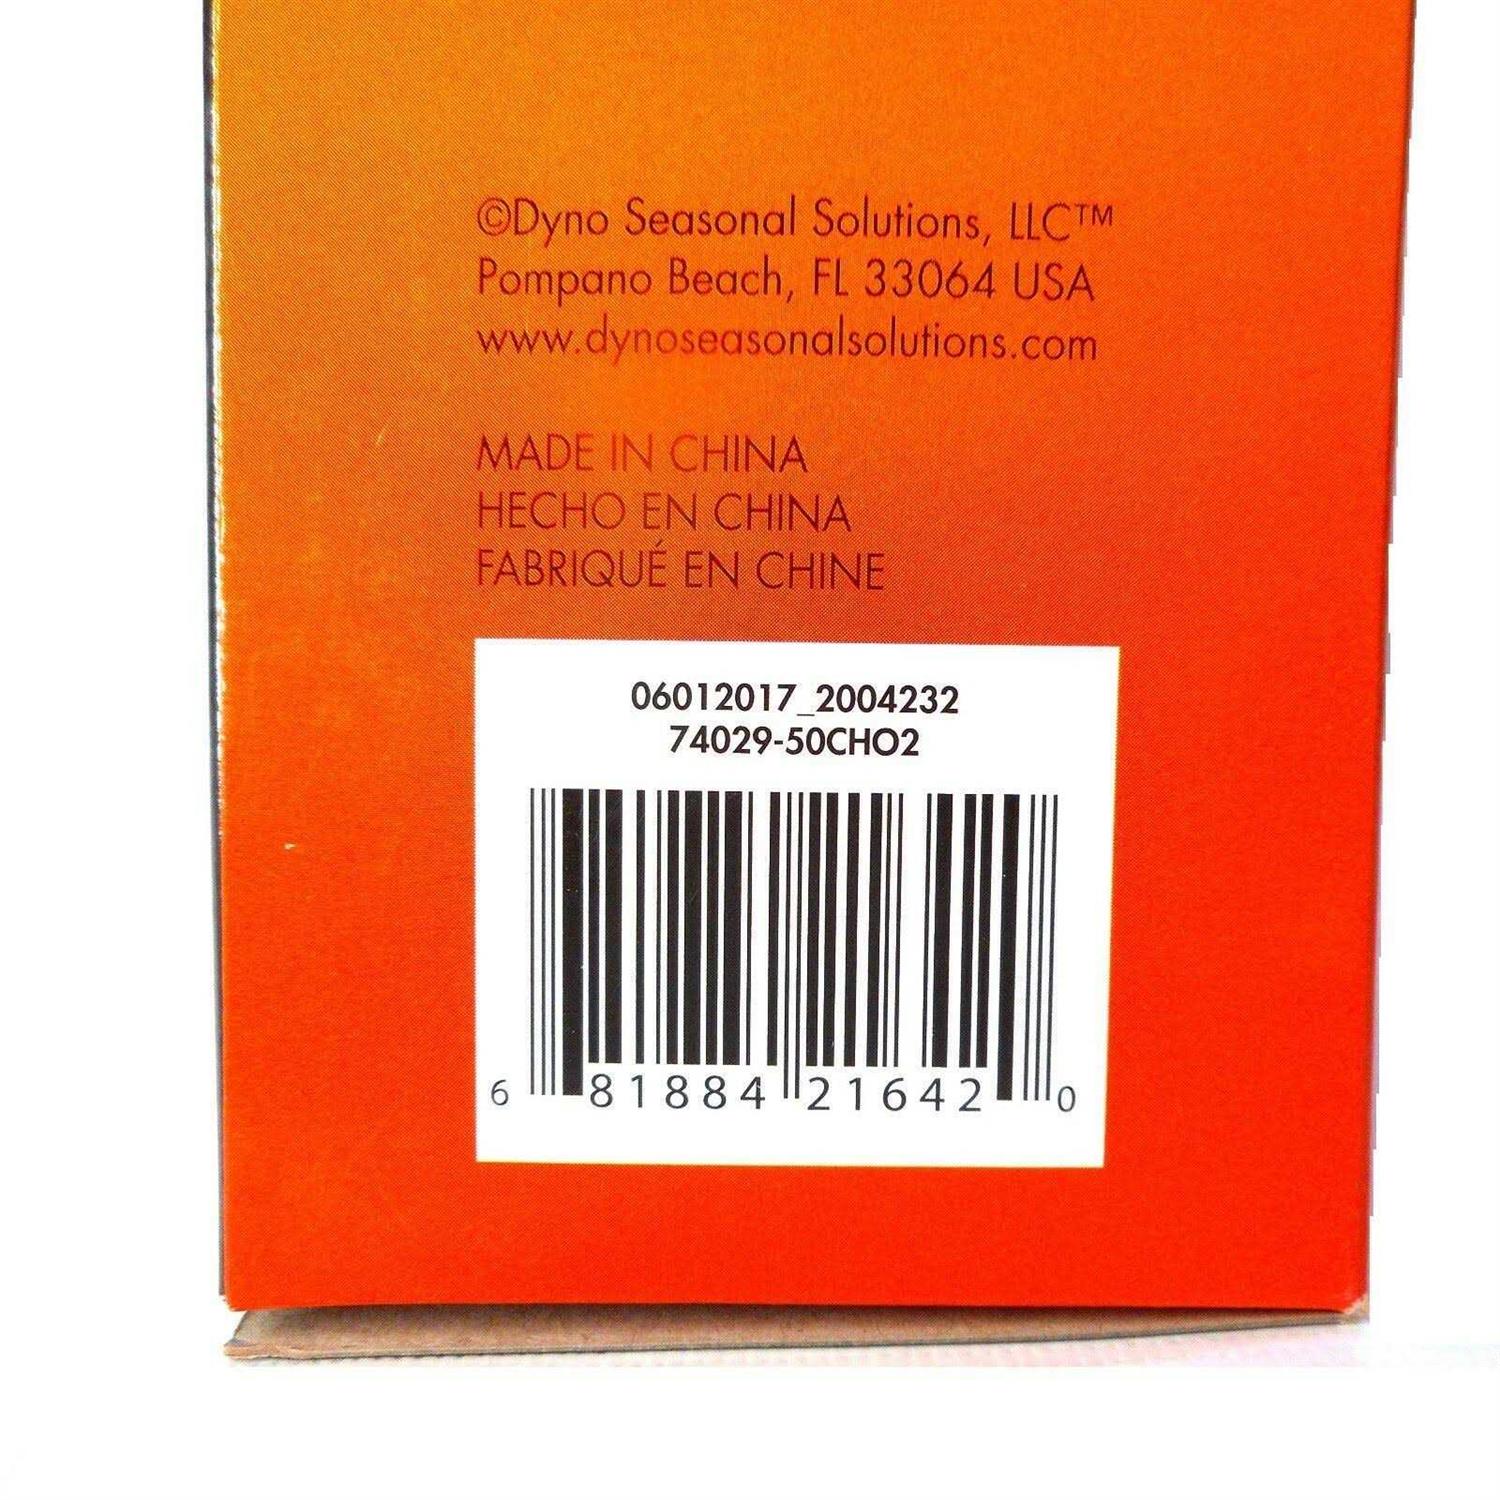 ©Dyno Seasonal Solutions, LLC™
Pompano Beach, FL 33064 USA
www.dynoseasonalsolutions.com
MADE IN CHINA
HECHO EN CHINA
FABRIQUÉ EN CHINE
06012017_2004232
74029-50CHO2
6 81884 21642 0